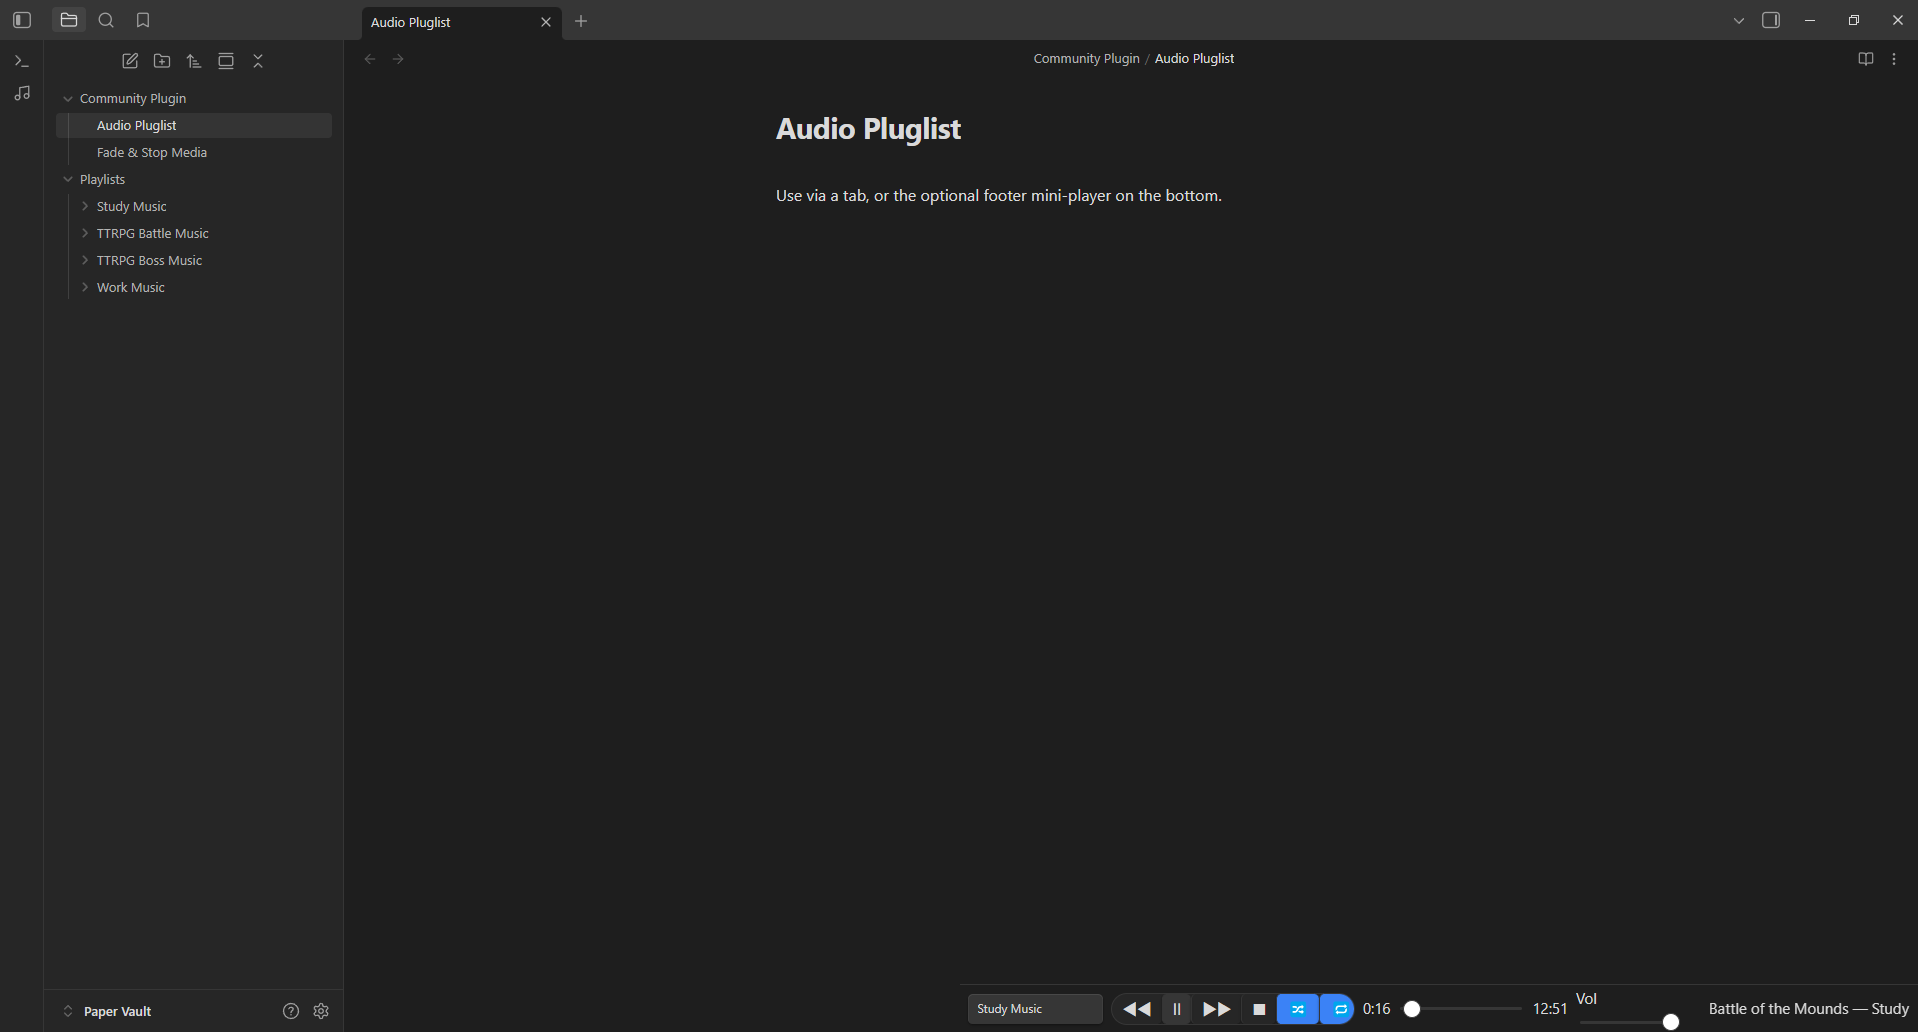 Audio Pluglist
Community Plugin / Audio Pluglist
Community Plugin
Audio Pluglist
Fade & Stop Media
Playlists
Study Music
TTRPG Battle Music
TTRPG Boss Music
Work Music
Audio Pluglist
Use via a tab, or the optional footer mini-player on the bottom.
Paper Vault
Study Music
0:16
12:51
Vol
Battle of the Mounds — Study